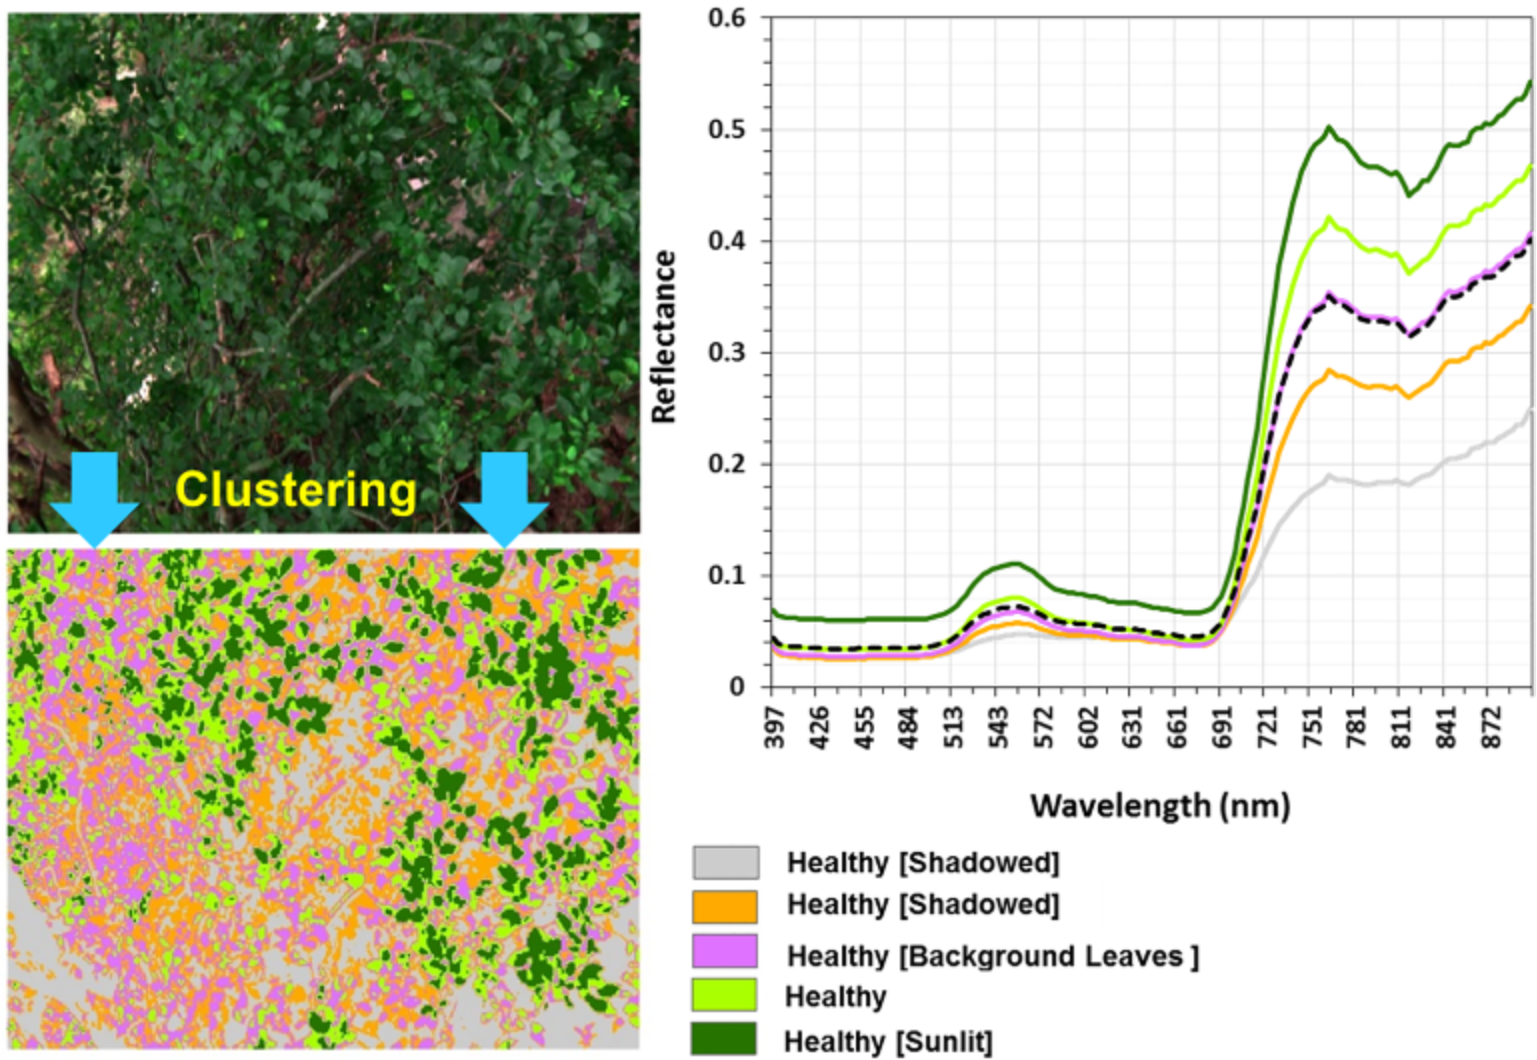 Clustering
Reflectance
0.6
0.5
0.4
0.3
0.2
0.1
0
397 426 455 484 513 543 572 602 631 661 691 721 751 781 811 841 872
Wavelength (nm)
Healthy [Shadowed]
Healthy [Shadowed]
Healthy [Background Leaves ]
Healthy
Healthy [Sunlit]